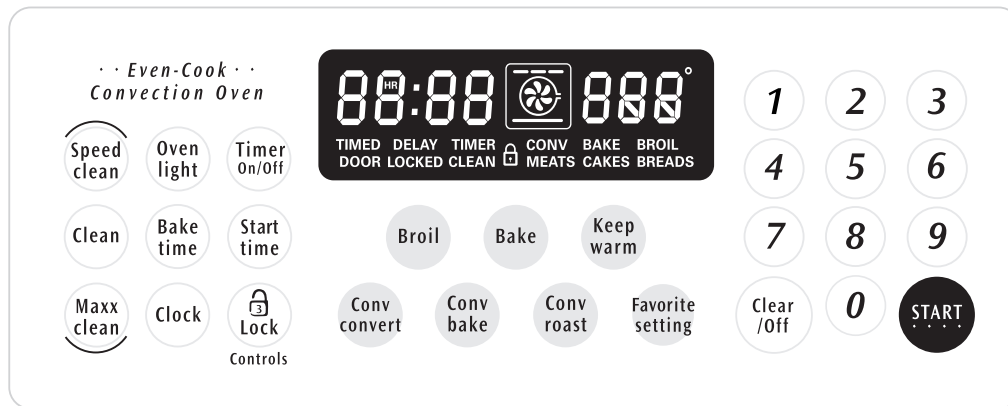 · · Even-Cook · ·
Convection Oven
Speed
clean
Oven
light
Timer
On/Off
Clean
Bake
time
Start
time
Maxx
clean
Clock
3
Lock
Controls
88:88 888°
HR
TIMED DELAY TIMER CONV BAKE BROIL
DOOR LOCKED CLEAN MEATS CAKES BREADS
Broil
Bake
Keep
warm
Conv
convert
Conv
bake
Conv
roast
Favorite
setting
1 2 3
4 5 6
7 8 9
Clear
/Off
0
START